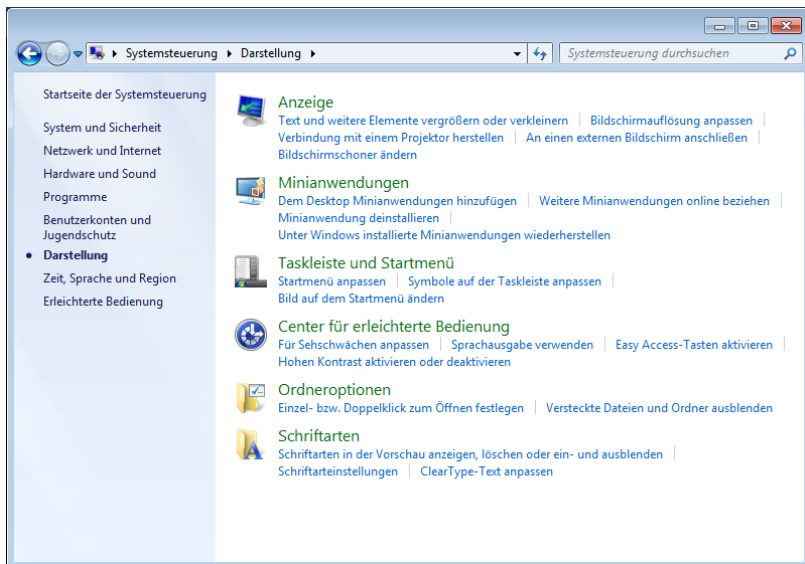 Systemsteuerung Darstellung Systemsteuerung durchsuchen
Startseite der Systemsteuerung
System und Sicherheit
Netzwerk und Internet
Hardware und Sound
Programme
Benutzerkonten und
Jugendschutz
Darstellung
Zeit, Sprache und Region
Erleichterte Bedienung
Anzeige
Text und weitere Elemente vergrößern oder verkleinern Bildschirmauflösung anpassen
Verbindung mit einem Projektor herstellen An einen externen Bildschirm anschließen
Bildschirmschoner ändern
Minianwendungen
Dem Desktop Minianwendungen hinzufügen Weitere Minianwendungen online beziehen
Minianwendung deinstallieren
Unter Windows installierte Minianwendungen wiederherstellen
Taskleiste und Startmenü
Startmenü anpassen Symbole auf der Taskleiste anpassen
Bild auf dem Startmenü ändern
Center für erleichterte Bedienung
Für Sehschwächen anpassen Sprachausgabe verwenden Easy Access-Tasten aktivieren
Hohen Kontrast aktivieren oder deaktivieren
Ordneroptionen
Einzel- bzw. Doppelklick zum Öffnen festlegen Versteckte Dateien und Ordner ausblenden
Schriftarten
Schriftarten in der Vorschau anzeigen, löschen oder ein- und ausblenden
Schriftarteinstellungen ClearType-Text anpassen